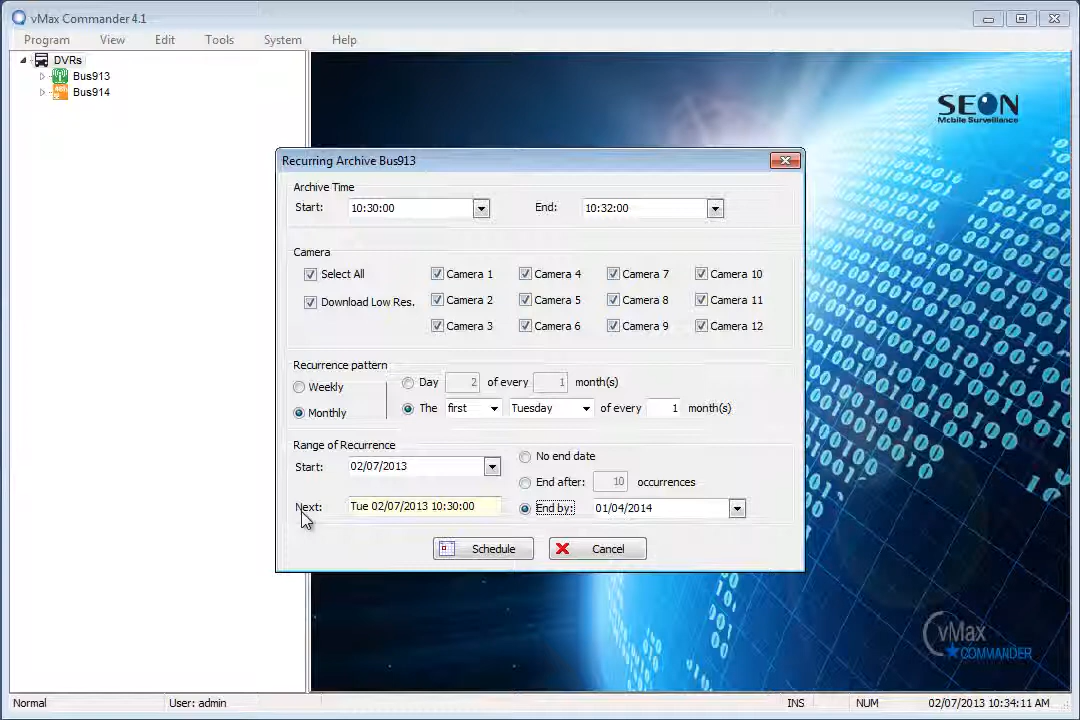 vMax Commander 4.1
Program View Edit Tools System Help
DVRs
Bus913
Bus914
SEON
Mobile Surveillance
Recurring Archive Bus913
Archive Time
Start: 10:30:00 End: 10:32:00
Camera
Select All Camera 1 Camera 4 Camera 7 Camera 10
Download Low Res. Camera 2 Camera 5 Camera 8 Camera 11
Camera 3 Camera 6 Camera 9 Camera 12
Recurrence pattern
Weekly Day 2 of every 1 month(s)
Monthly The first Tuesday of every 1 month(s)
Range of Recurrence
No end date
Start: 02/07/2013
End after: 10 occurrences
Next: Tue 02/07/2013 10:30:00 End by: 01/04/2014
Schedule Cancel
vMax
COMMANDER
Normal User: admin INS NUM 02/07/2013 10:34:11 AM